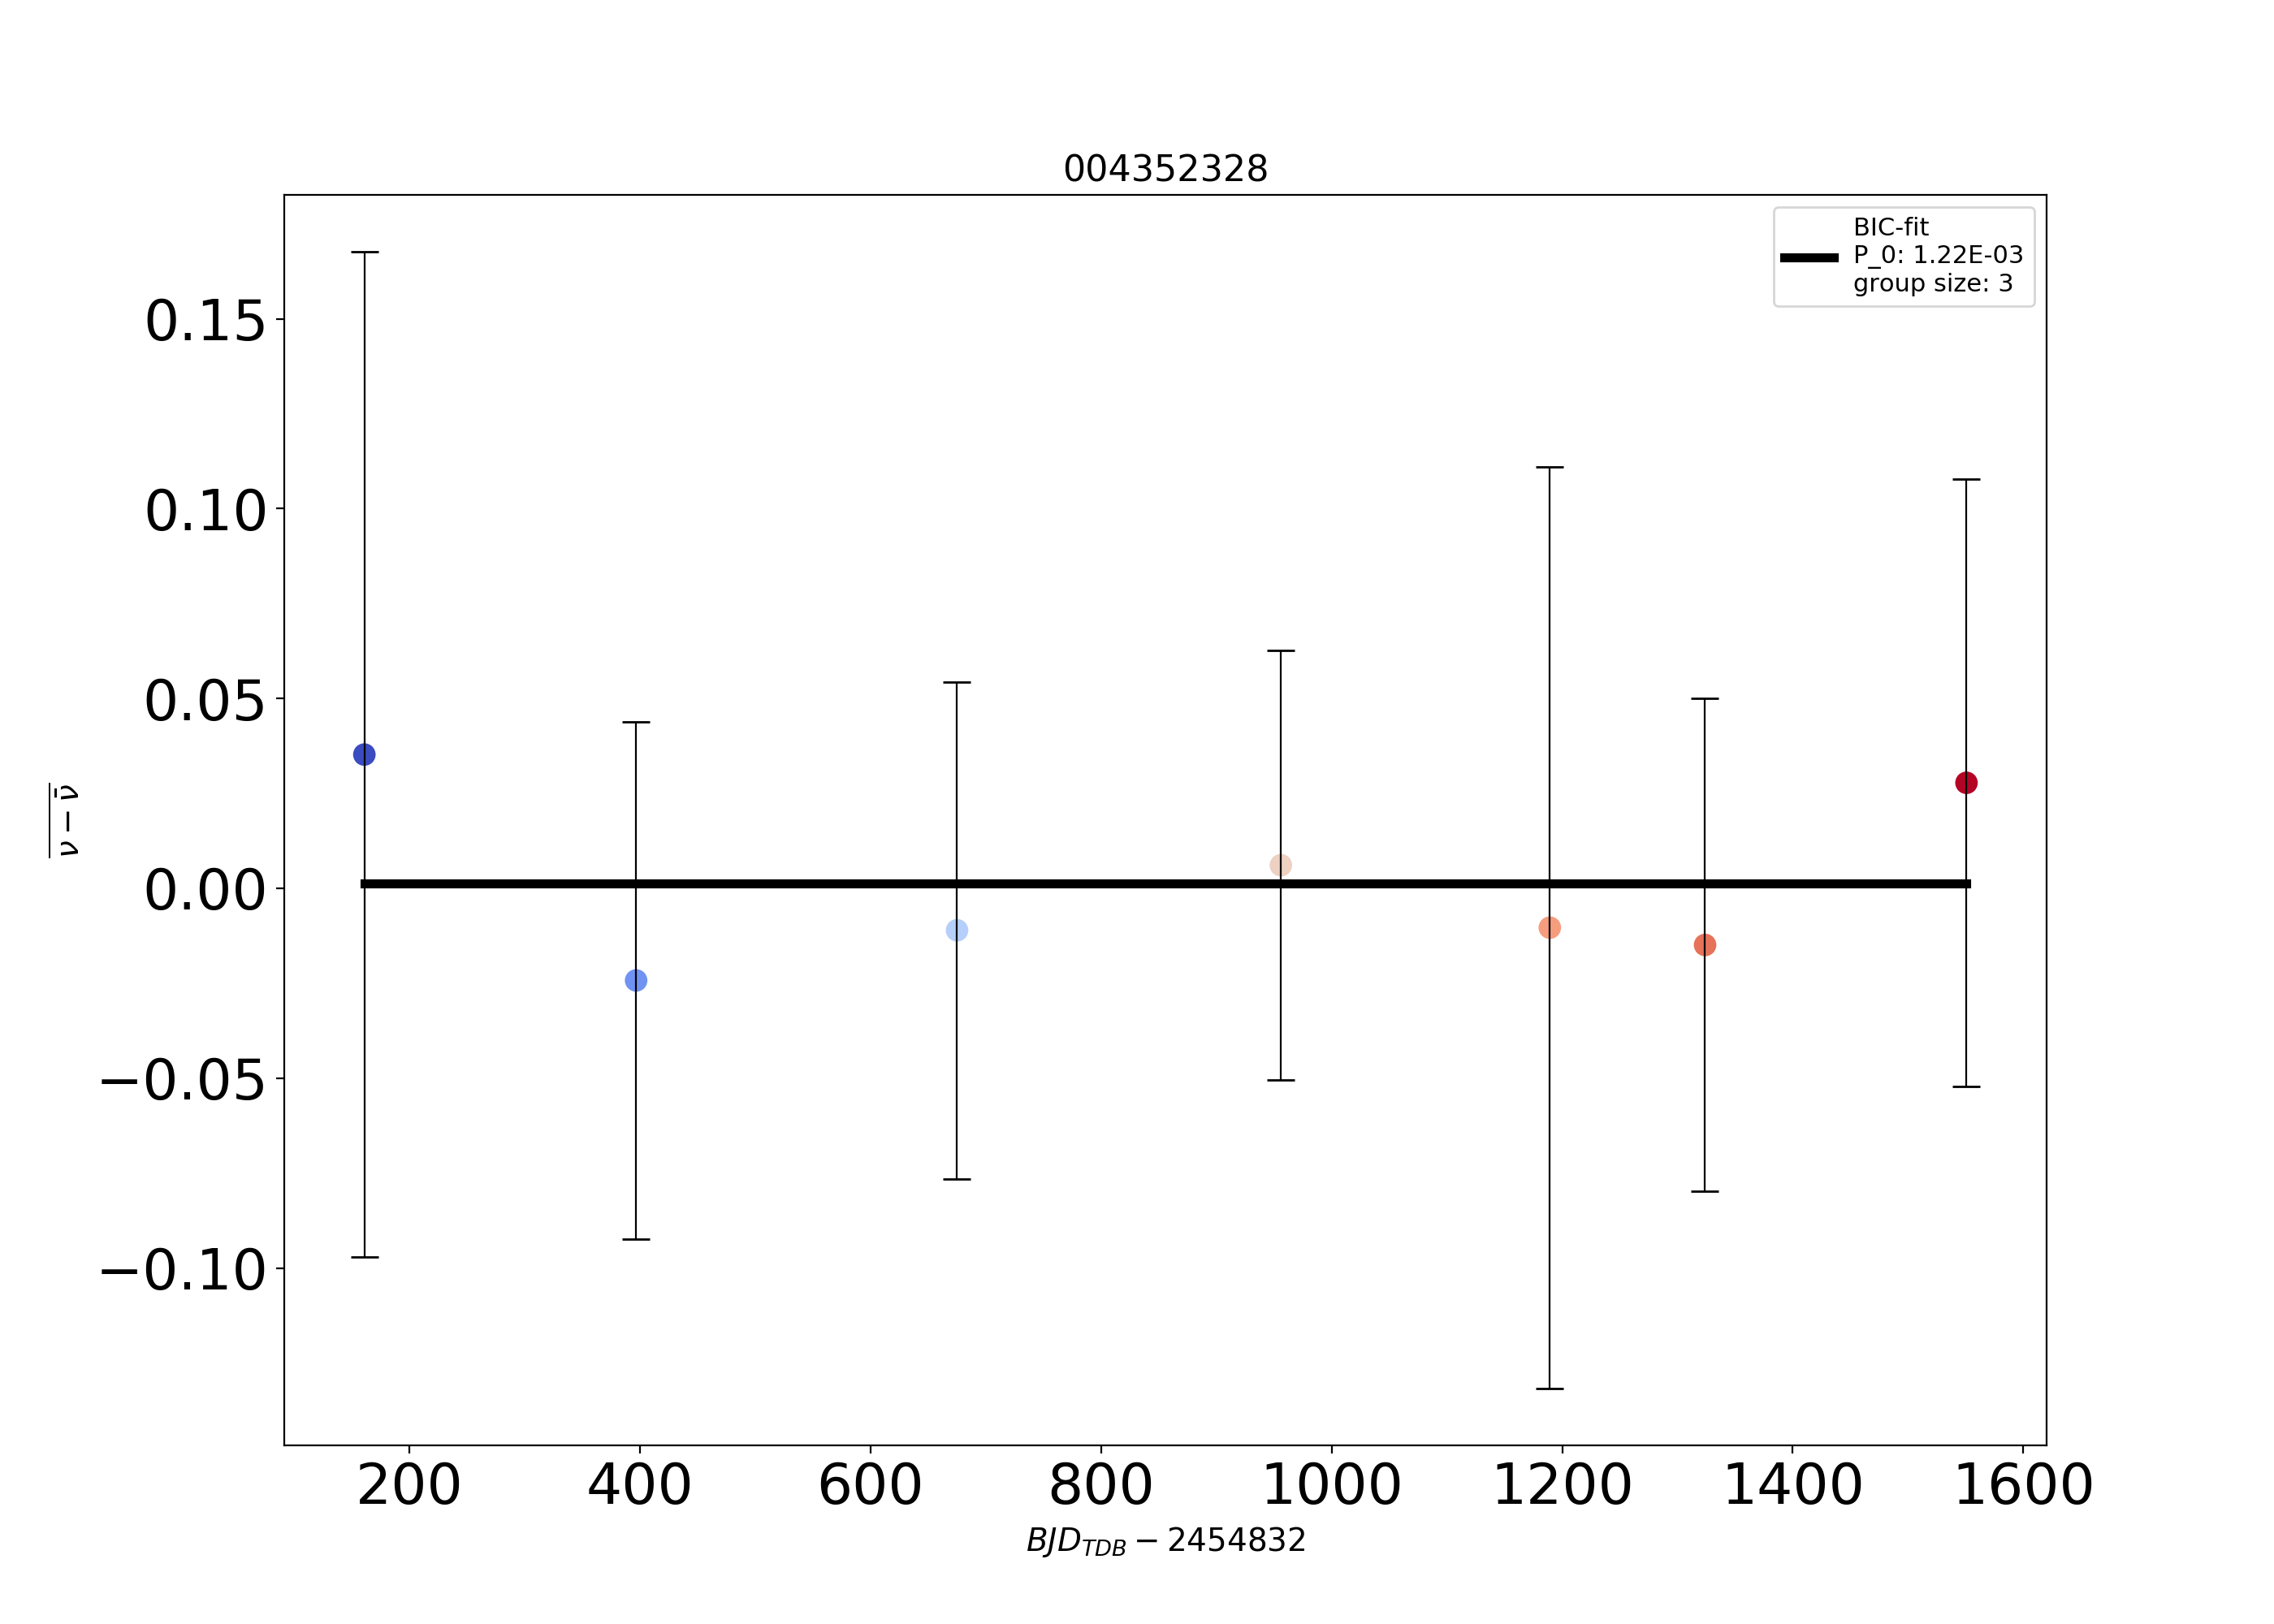 004352328
BIC-fit
P_0: 1.22E-03
group size: 3
0.15
0.10
0.05
0.00
−0.05
−0.10
ν − ν̄
200 400 600 800 1000 1200 1400 1600
BJD_TDB − 2454832